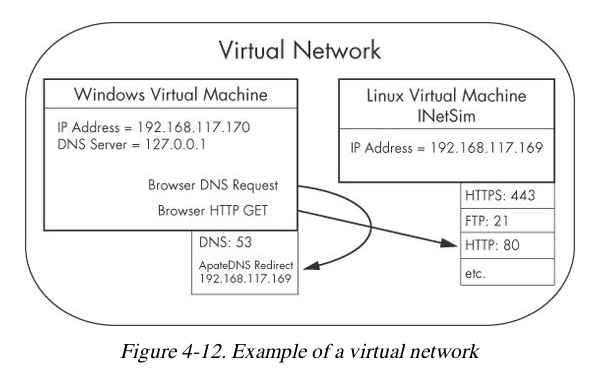 Virtual Network
Windows Virtual Machine
IP Address = 192.168.117.170
DNS Server = 127.0.0.1
Browser DNS Request
Browser HTTP GET
DNS: 53
ApateDNS Redirect
192.168.117.169
Linux Virtual Machine
INetSim
IP Address = 192.168.117.169
HTTPS: 443
FTP: 21
HTTP: 80
etc.
Figure 4-12. Example of a virtual network